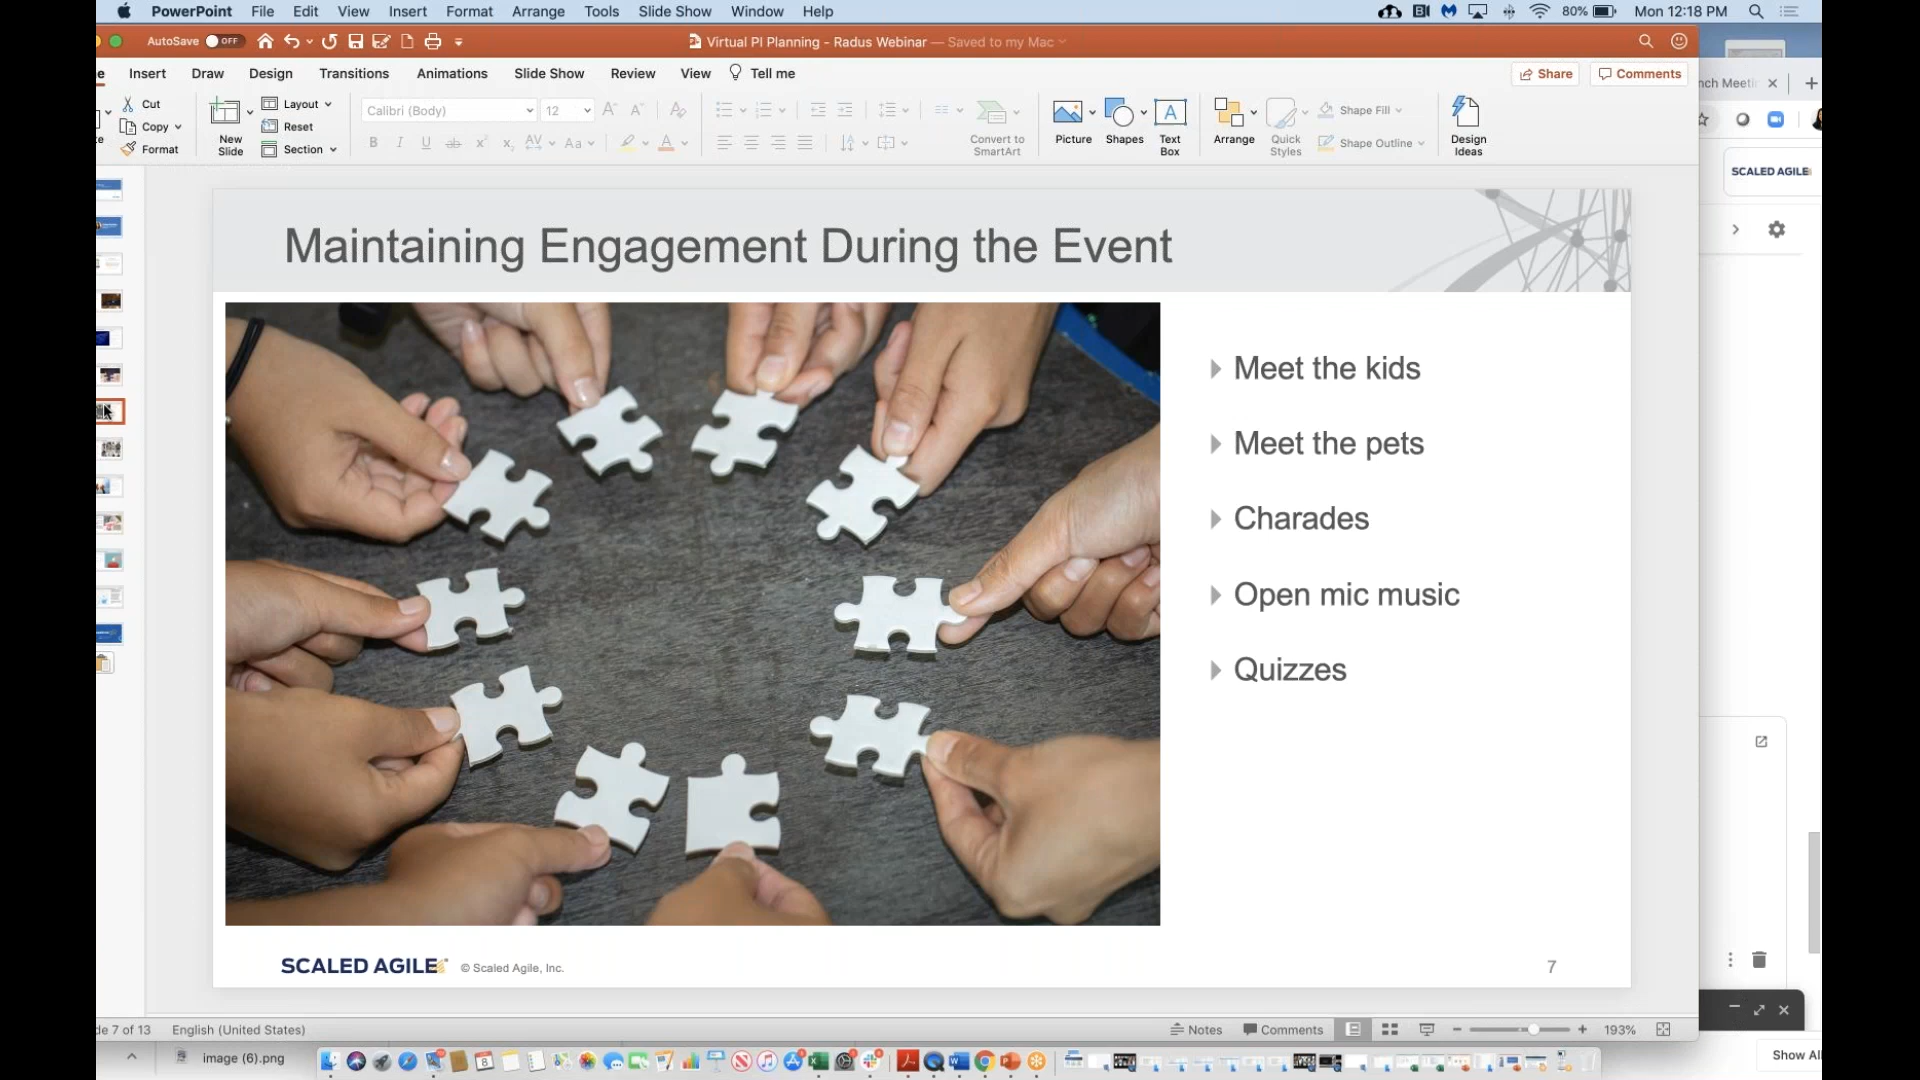 PowerPoint File Edit View Insert Format Arrange Tools Slide Show Window Help 80% Mon 12:18 PM
AutoSave OFF Virtual PI Planning - Radus Webinar — Saved to my Mac
Insert Draw Design Transitions Animations Slide Show Review View Tell me Share Comments
Cut
Copy
Format
New Slide
Layout
Reset
Section
Calibri (Body) 12
Convert to SmartArt
Picture
Shapes
Text Box
Arrange
Quick Styles
Shape Fill
Shape Outline
Design Ideas
SCALED AGILE
Maintaining Engagement During the Event
Meet the kids
Meet the pets
Charades
Open mic music
Quizzes
SCALED AGILE © Scaled Agile, Inc. 7
de 7 of 13 English (United States) Notes Comments 193%
image (6).png
Show All